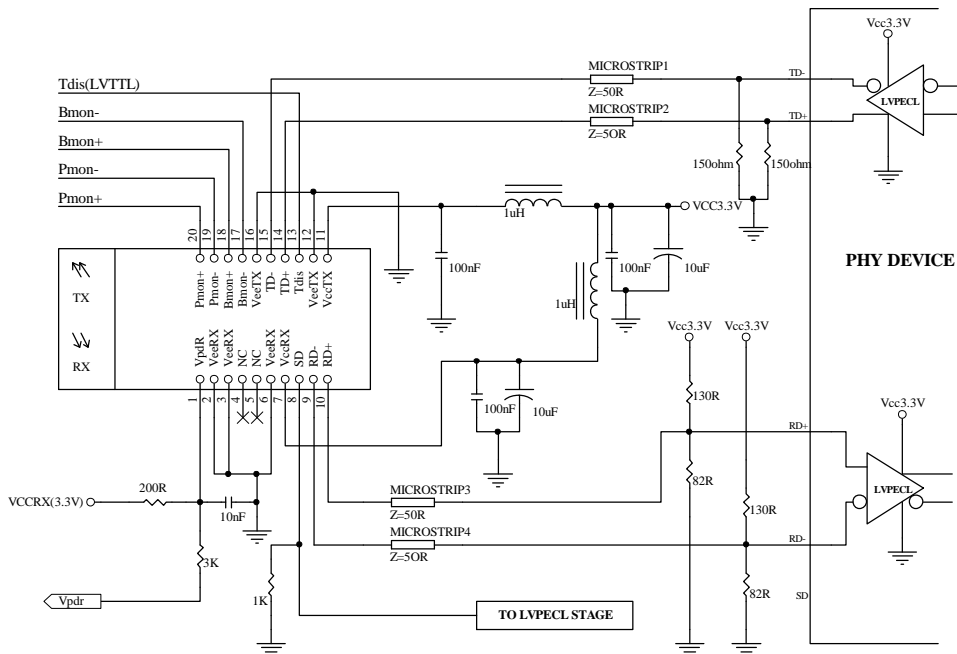 Vcc3.3V
MICROSTRIP1
TD-
Tdis(LVTTL)
Z=50R
LVPECL
Bmon-
MICROSTRIP2
TD+
Z=5OR
Bmon+
150ohm
150ohm
Pmon-
Pmon+
1uH
VCC3.3V
20
19
18
17
16
15
14
13
12
11
100nF
100nF
10uF
PHY DEVICE
Pmon+
Pmon-
Bmon+
Bmon-
VeeTX
TD-
TD+
Tdis
VeeTX
VccTX
TX
1uH
Vcc3.3V
Vcc3.3V
VpdR
VeeRX
VeeRX
NC
NC
VeeRX
VccRX
SD
RD-
RD+
RX
1
2
3
4
5
6
7
8
9
10
130R
100nF
10uF
Vcc3.3V
RD+
82R
LVPECL
200R
MICROSTRIP3
VCCRX(3.3V)
10nF
Z=50R
130R
MICROSTRIP4
RD-
Z=5OR
3K
1K
82R
SD
Vpdr
TO LVPECL STAGE